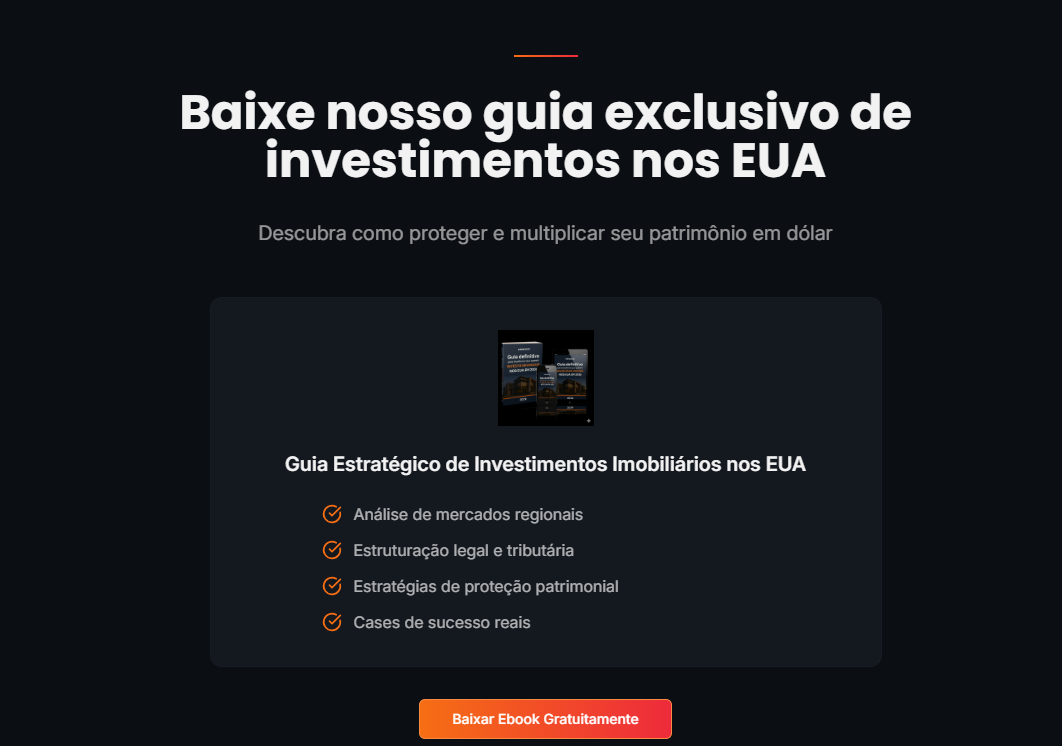 Baixe nosso guia exclusivo de
investimentos nos EUA
Descubra como proteger e multiplicar seu patrimônio em dólar
Guia definitivo
Guia definitivo
Guia Estratégico de Investimentos Imobiliários nos EUA
Análise de mercados regionais
Estruturação legal e tributária
Estratégias de proteção patrimonial
Cases de sucesso reais
Baixar Ebook Gratuitamente